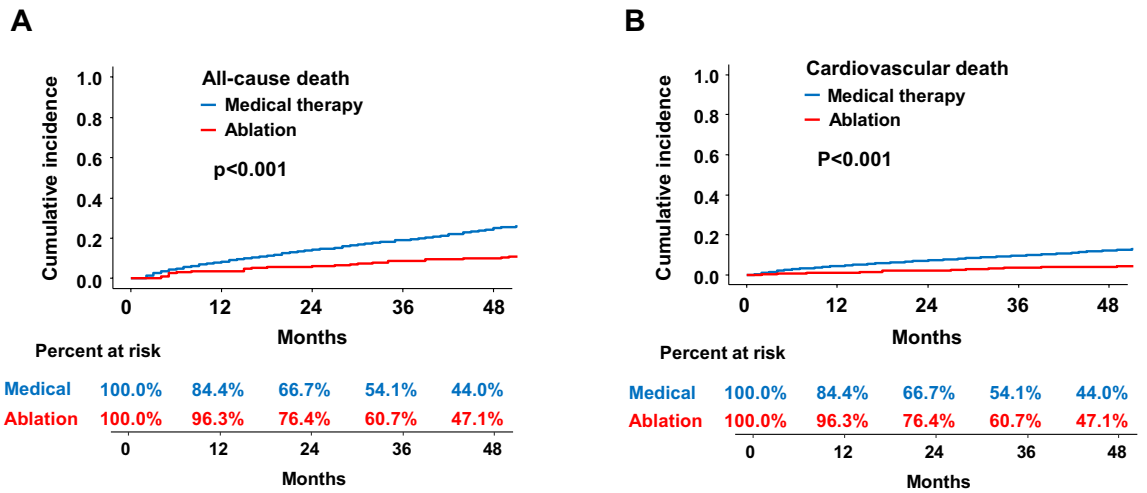 A
Cumulative incidence
1.0
0.8
0.6
0.4
0.2
0.0
All-cause death
Medical therapy
Ablation
p<0.001
0 12 24 36 48
Months
Percent at risk
Medical 100.0% 84.4% 66.7% 54.1% 44.0%
Ablation 100.0% 96.3% 76.4% 60.7% 47.1%
0 12 24 36 48
Months
B
Cumulative incidence
1.0
0.8
0.6
0.4
0.2
0.0
Cardiovascular death
Medical therapy
Ablation
P<0.001
0 12 24 36 48
Months
Percent at risk
Medical 100.0% 84.4% 66.7% 54.1% 44.0%
Ablation 100.0% 96.3% 76.4% 60.7% 47.1%
0 12 24 36 48
Months